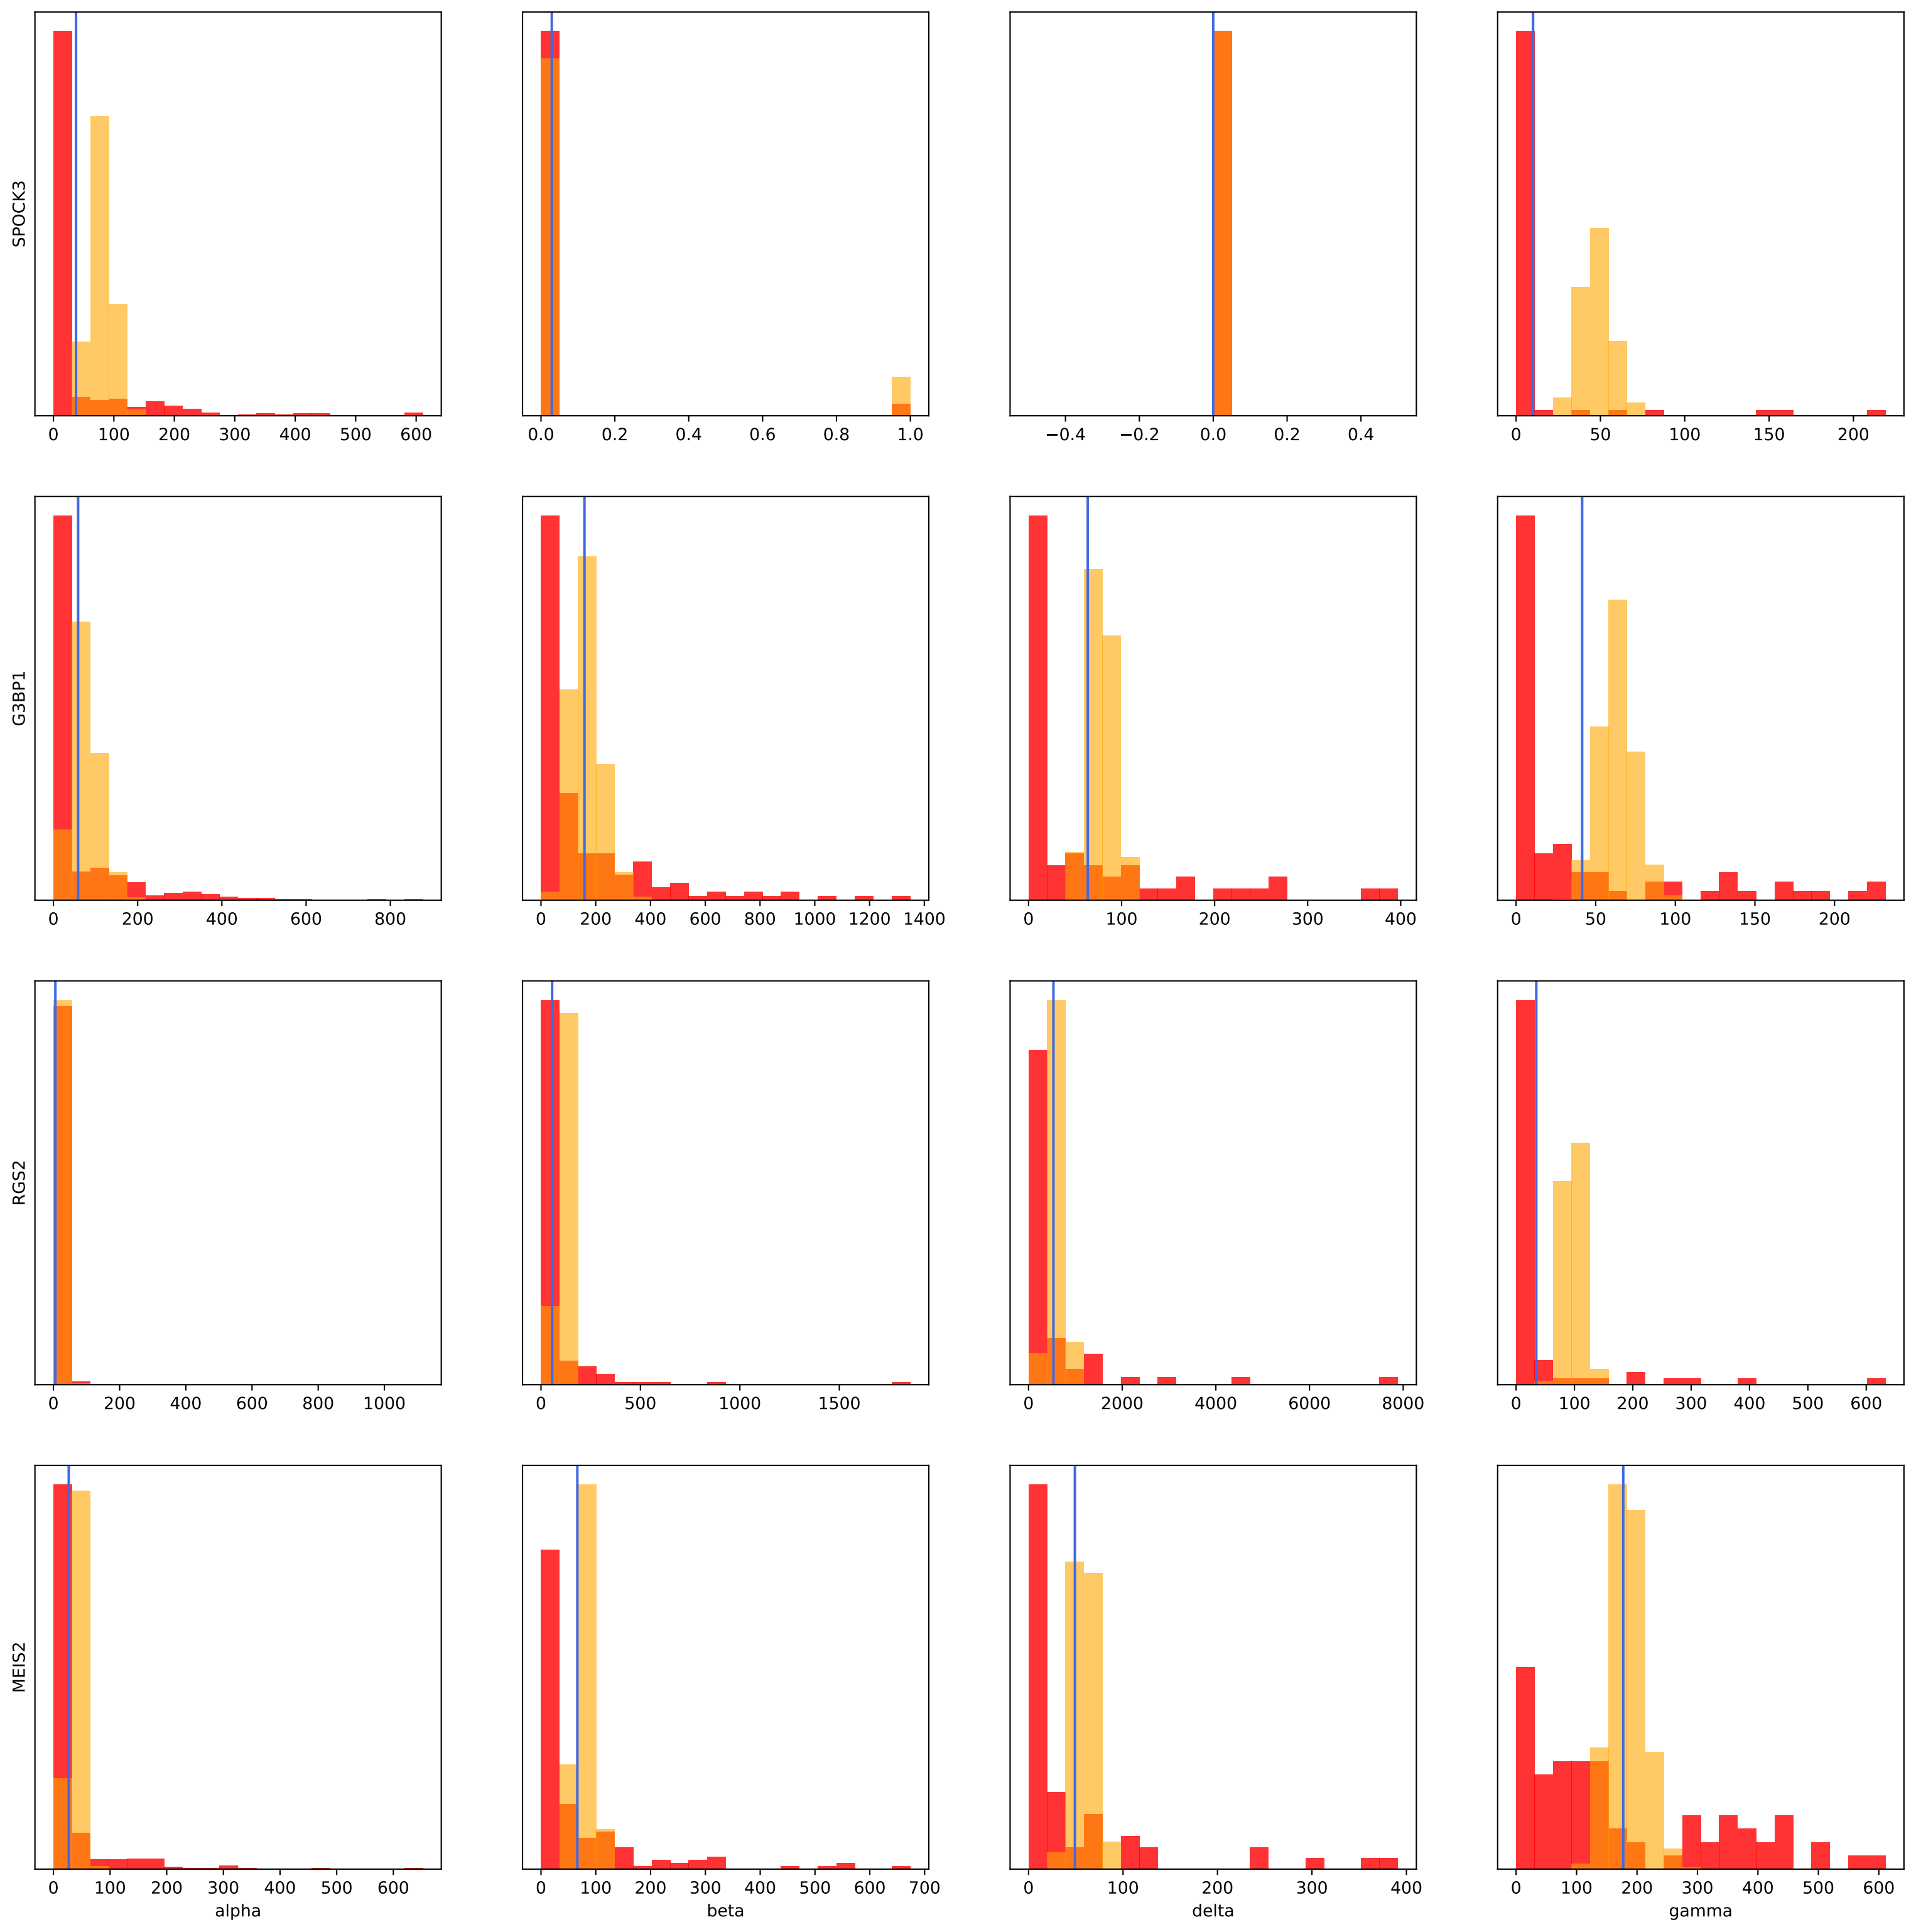 SPOCK3
0 100 200 300 400 500 600
0.0 0.2 0.4 0.6 0.8 1.0
−0.4 −0.2 0.0 0.2 0.4
0 50 100 150 200
G3BP1
0 200 400 600 800
0 200 400 600 800 1000 1200 1400
0 100 200 300 400
0 50 100 150 200
RGS2
0 200 400 600 800 1000
0 500 1000 1500
0 2000 4000 6000 8000
0 100 200 300 400 500 600
MEIS2
0 100 200 300 400 500 600
0 100 200 300 400 500 600 700
0 100 200 300 400
0 100 200 300 400 500 600
alpha
beta
delta
gamma